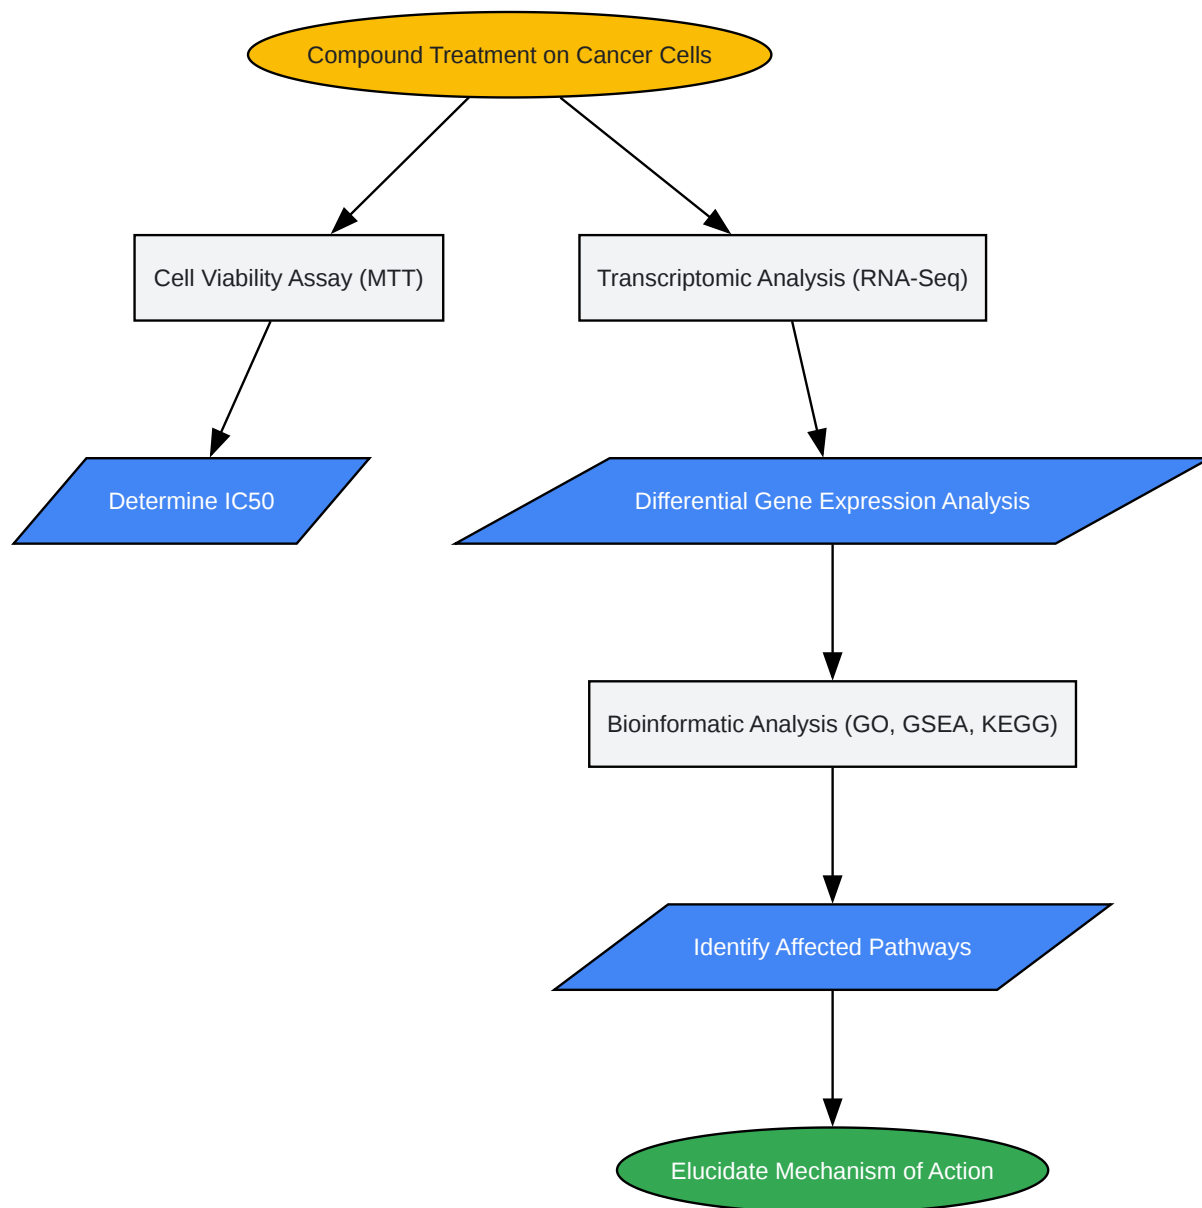 Compound Treatment on Cancer Cells
Cell Viability Assay (MTT)
Transcriptomic Analysis (RNA-Seq)
Determine IC50
Differential Gene Expression Analysis
Bioinformatic Analysis (GO, GSEA, KEGG)
Identify Affected Pathways
Elucidate Mechanism of Action